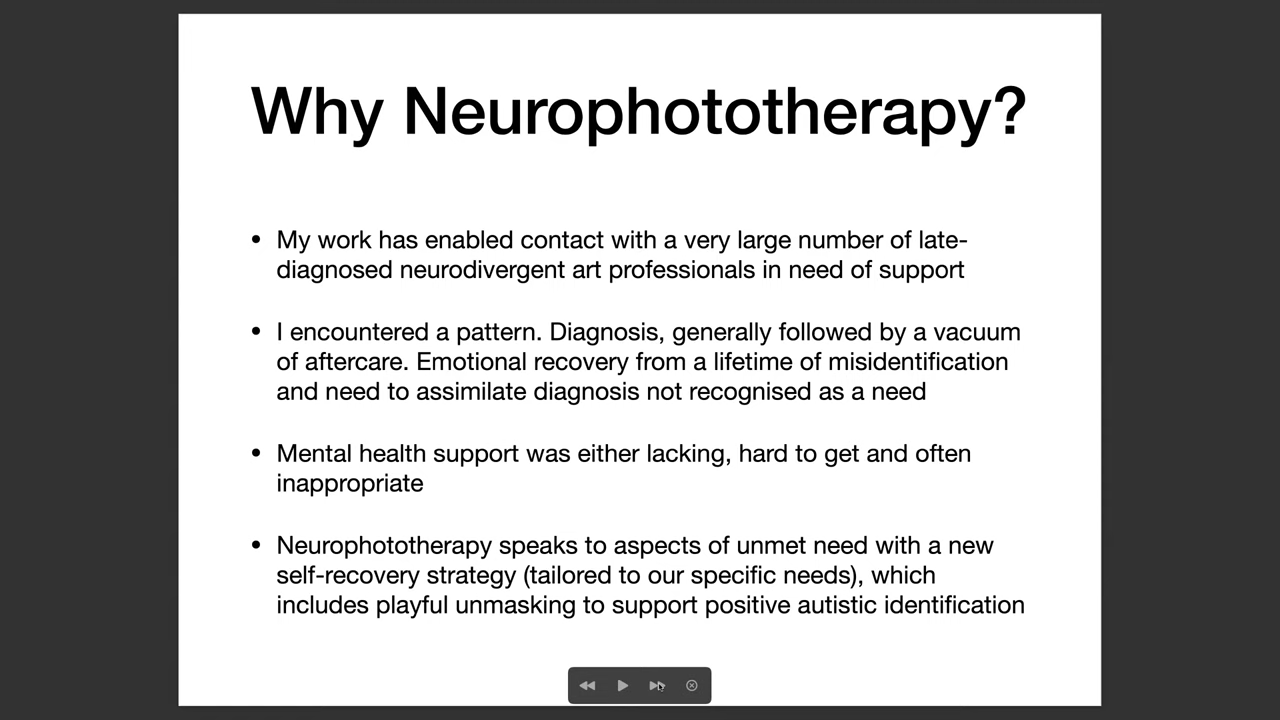 Why Neurophototherapy?
• My work has enabled contact with a very large number of late-
diagnosed neurodivergent art professionals in need of support
• I encountered a pattern. Diagnosis, generally followed by a vacuum
of aftercare. Emotional recovery from a lifetime of misidentification
and need to assimilate diagnosis not recognised as a need
• Mental health support was either lacking, hard to get and often
inappropriate
• Neurophototherapy speaks to aspects of unmet need with a new
self-recovery strategy (tailored to our specific needs), which
includes playful unmasking to support positive autistic identification